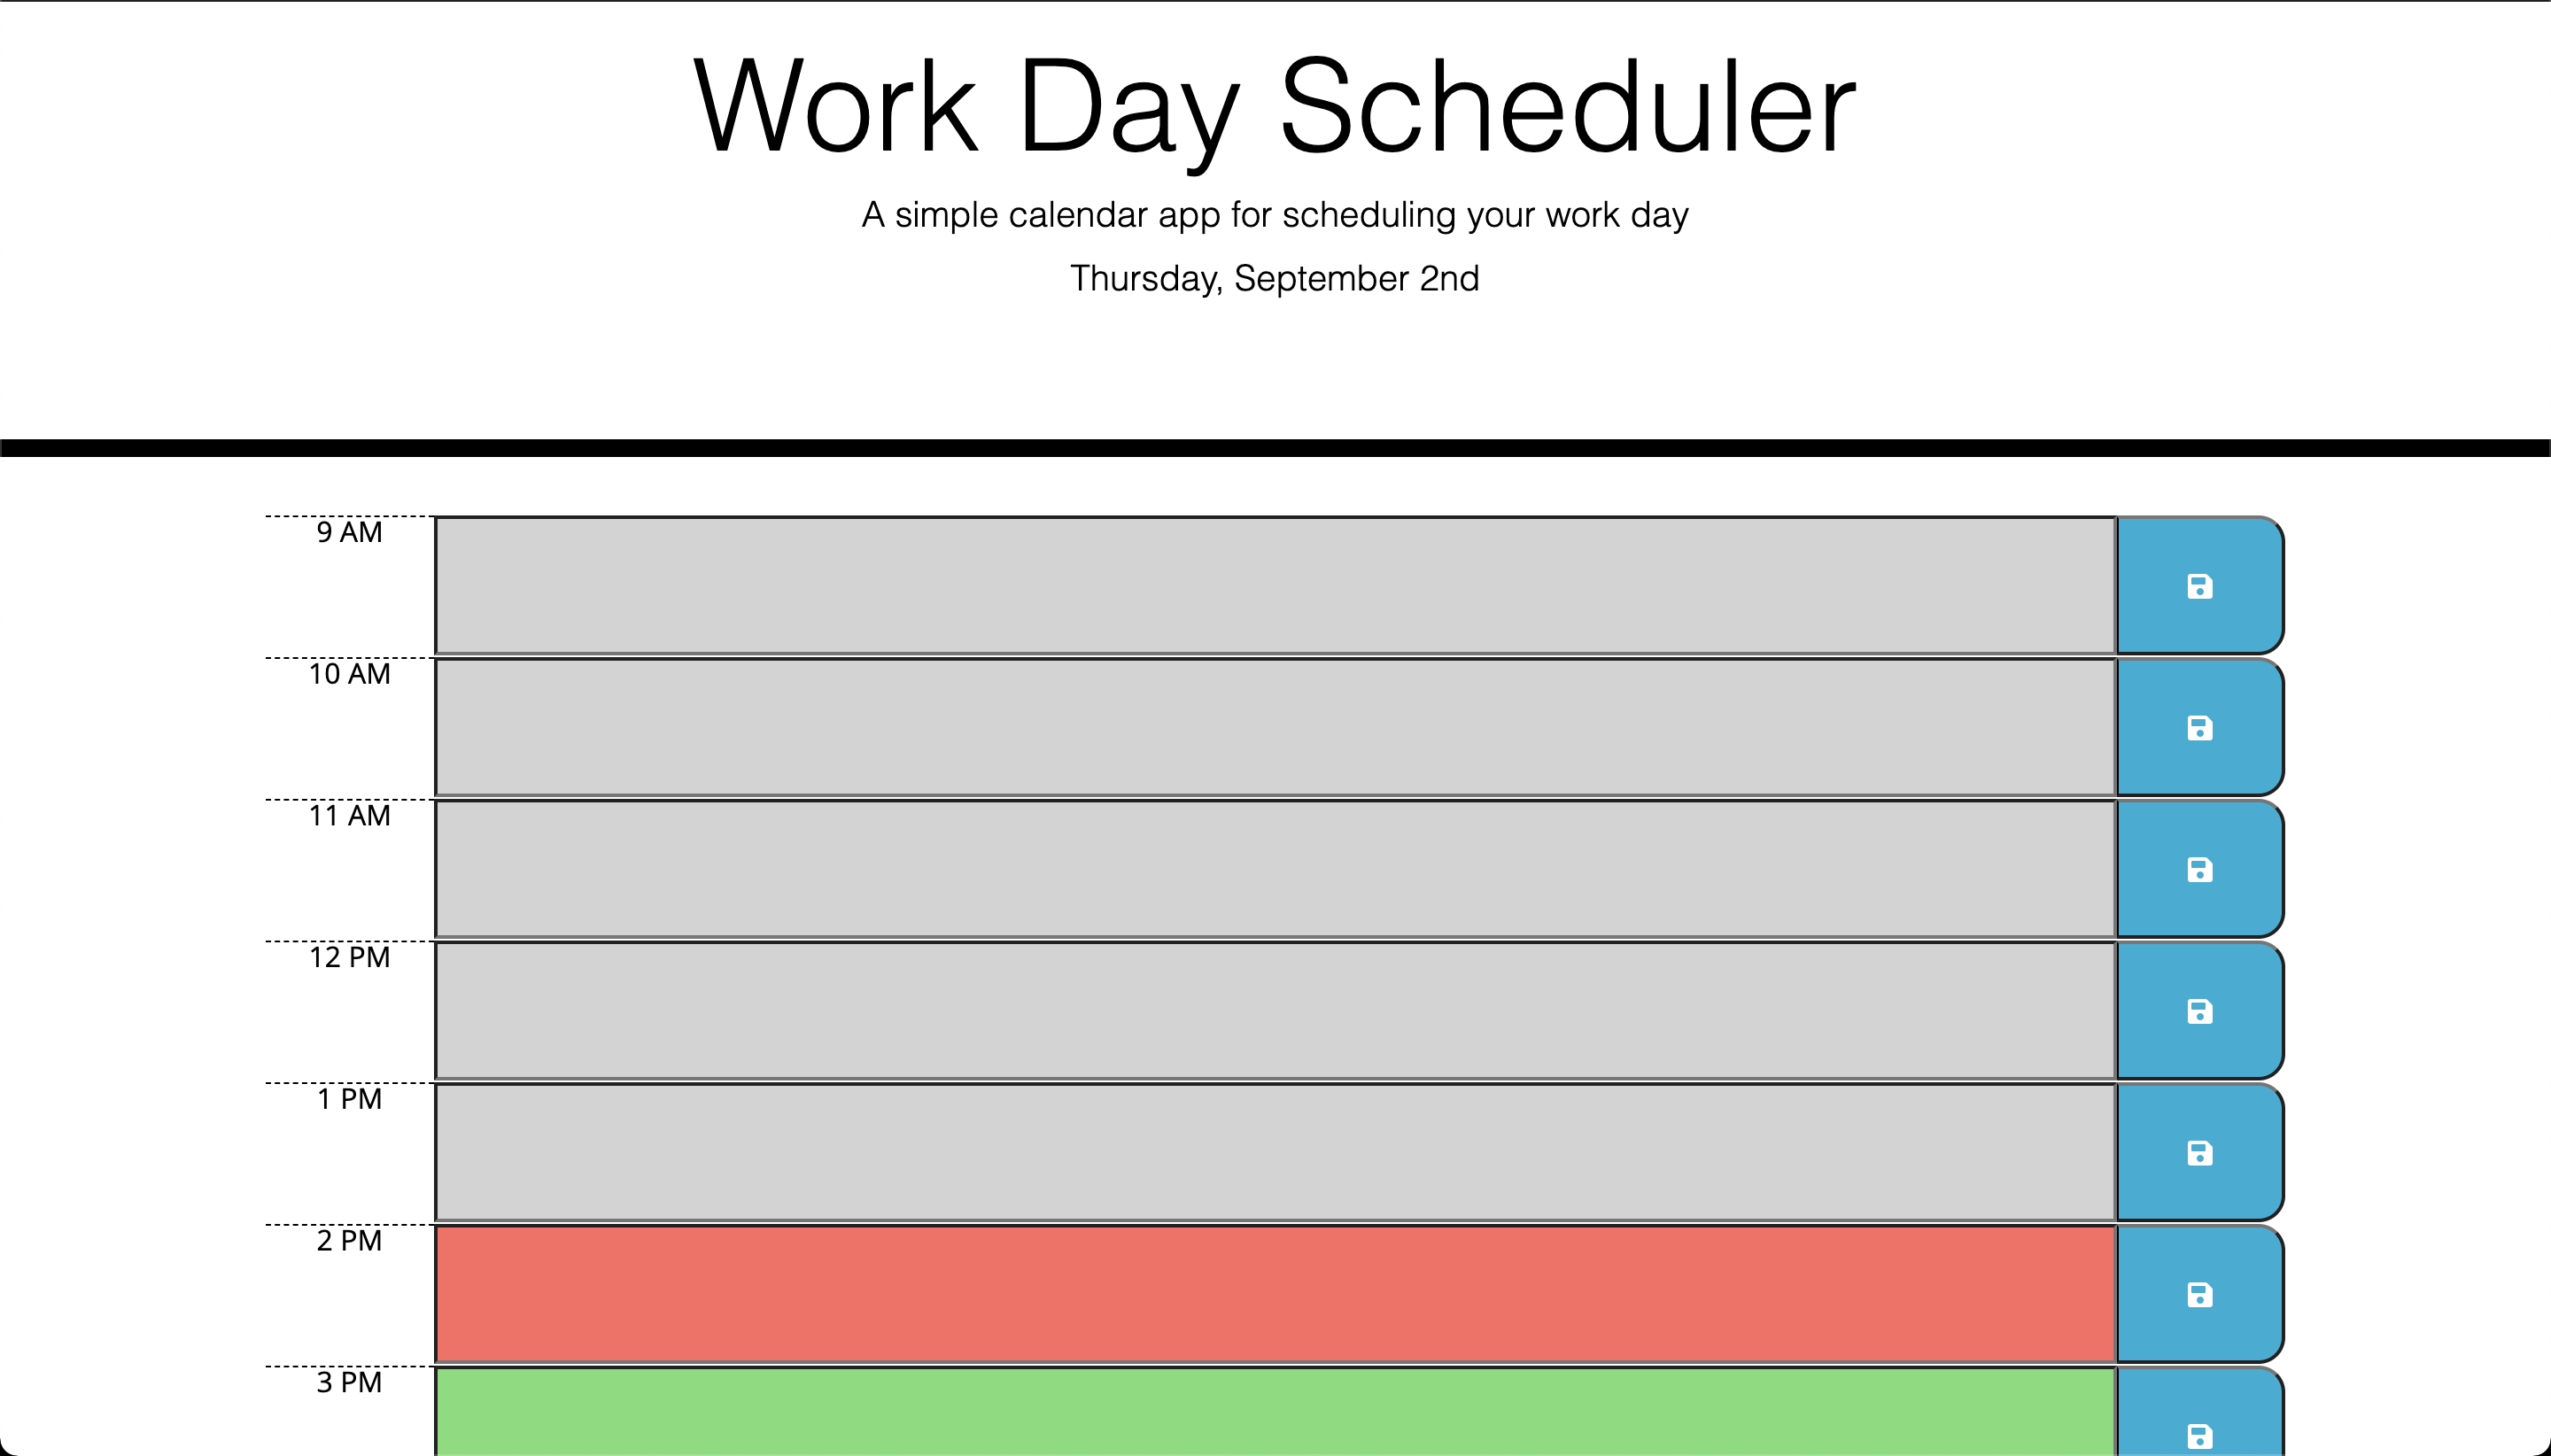 Work Day Scheduler
A simple calendar app for scheduling your work day
Thursday, September 2nd
9 AM
10 AM
11 AM
12 PM
1 PM
2 PM
3 PM